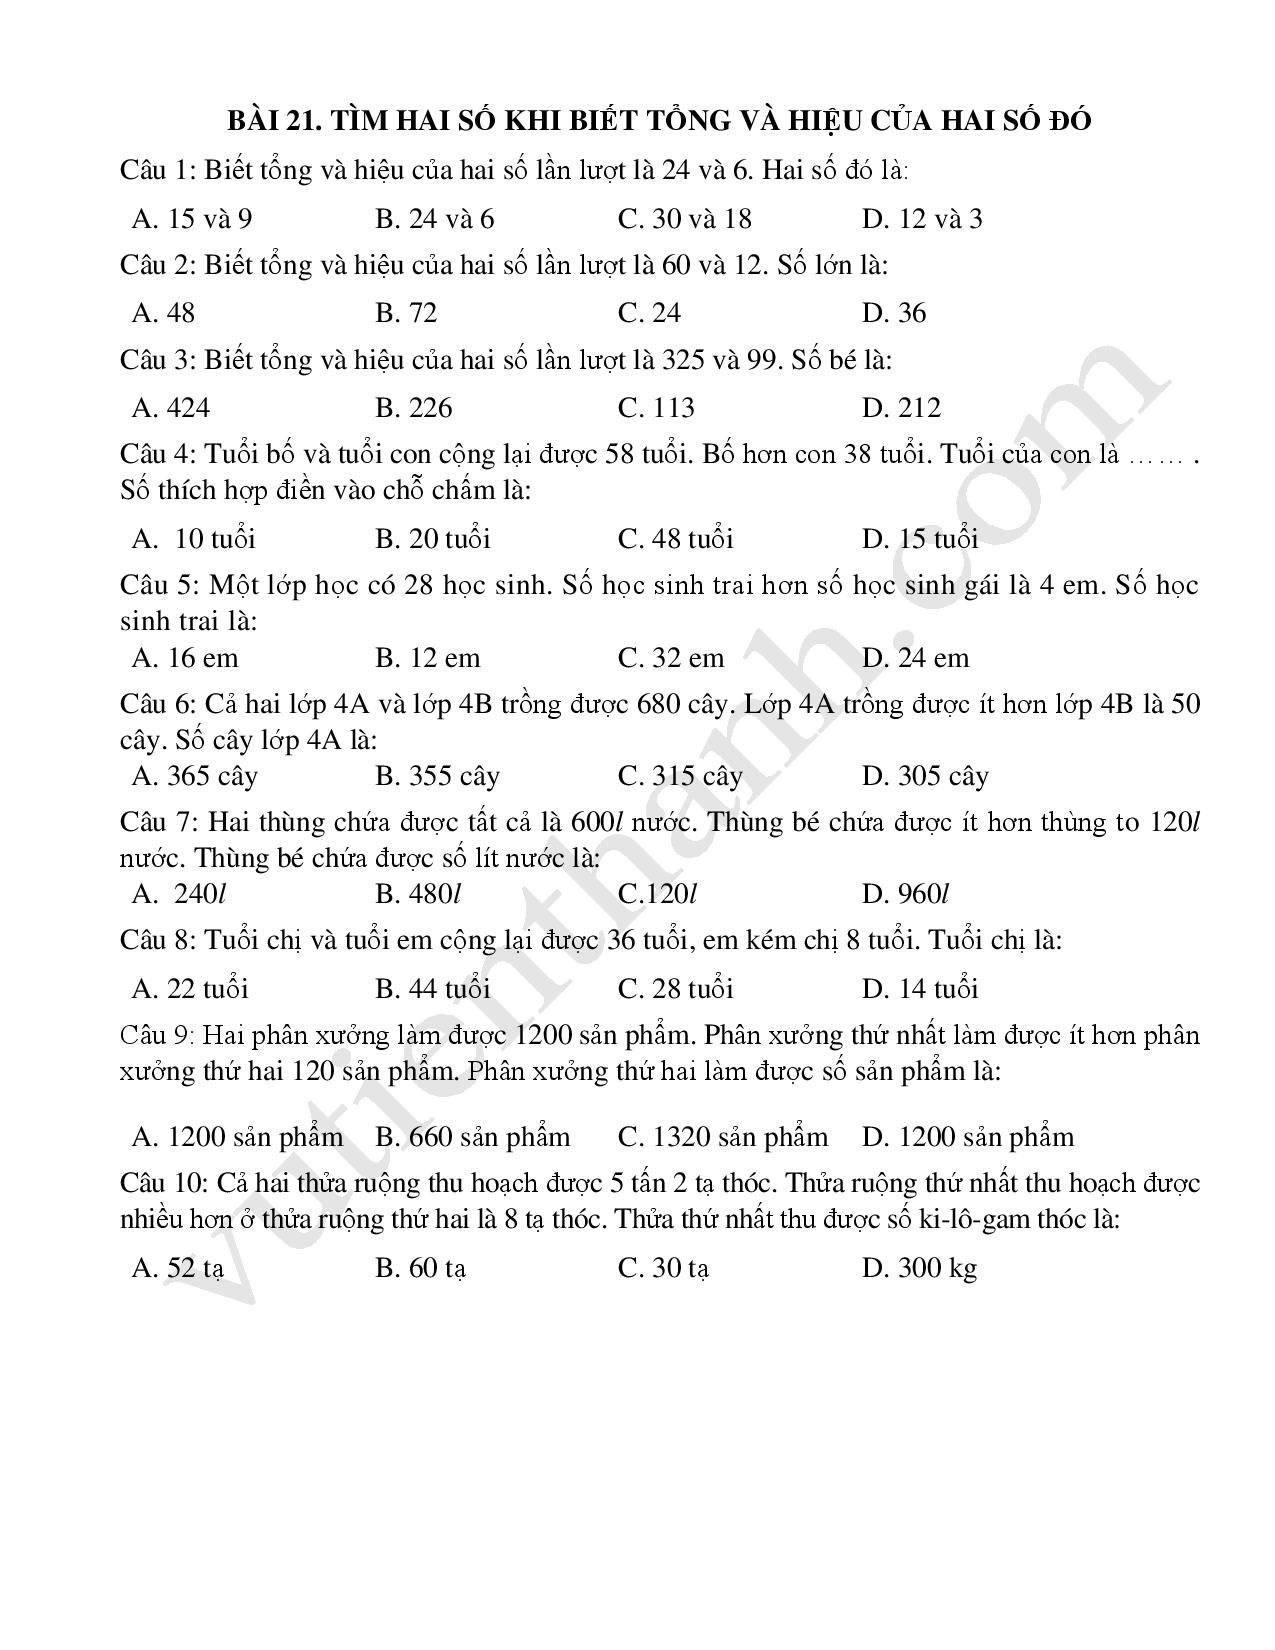 BÀI 21. TÌM HAI SỐ KHI BIẾT TỔNG VÀ HIỆU CỦA HAI SỐ ĐÓ
Câu 1: Biết tổng và hiệu của hai số lần lượt là 24 và 6. Hai số đó là:
A. 15 và 9 B. 24 và 6 C. 30 và 18 D. 12 và 3
Câu 2: Biết tổng và hiệu của hai số lần lượt là 60 và 12. Số lớn là:
A. 48 B. 72 C. 24 D. 36
Câu 3: Biết tổng và hiệu của hai số lần lượt là 325 và 99. Số bé là:
A. 424 B. 226 C. 113 D. 212
Câu 4: Tuổi bố và tuổi con cộng lại được 58 tuổi. Bố hơn con 38 tuổi. Tuổi của con là …… .
Số thích hợp điền vào chỗ chấm là:
A. 10 tuổi B. 20 tuổi C. 48 tuổi D. 15 tuổi
Câu 5: Một lớp học có 28 học sinh. Số học sinh trai hơn số học sinh gái là 4 em. Số học
sinh trai là:
A. 16 em B. 12 em C. 32 em D. 24 em
Câu 6: Cả hai lớp 4A và lớp 4B trồng được 680 cây. Lớp 4A trồng được ít hơn lớp 4B là 50
cây. Số cây lớp 4A là:
A. 365 cây B. 355 cây C. 315 cây D. 305 cây
Câu 7: Hai thùng chứa được tất cả là 600l nước. Thùng bé chứa được ít hơn thùng to 120l
nước. Thùng bé chứa được số lít nước là:
A. 240l B. 480l C.120l D. 960l
Câu 8: Tuổi chị và tuổi em cộng lại được 36 tuổi, em kém chị 8 tuổi. Tuổi chị là:
A. 22 tuổi B. 44 tuổi C. 28 tuổi D. 14 tuổi
Câu 9: Hai phân xưởng làm được 1200 sản phẩm. Phân xưởng thứ nhất làm được ít hơn phân
xưởng thứ hai 120 sản phẩm. Phân xưởng thứ hai làm được số sản phẩm là:
A. 1200 sản phẩm B. 660 sản phẩm C. 1320 sản phẩm D. 1200 sản phẩm
Câu 10: Cả hai thửa ruộng thu hoạch được 5 tấn 2 tạ thóc. Thửa ruộng thứ nhất thu hoạch được
nhiều hơn ở thửa ruộng thứ hai là 8 tạ thóc. Thửa thứ nhất thu được số ki-lô-gam thóc là:
A. 52 tạ B. 60 tạ C. 30 tạ D. 300 kg
vutienthanh.com